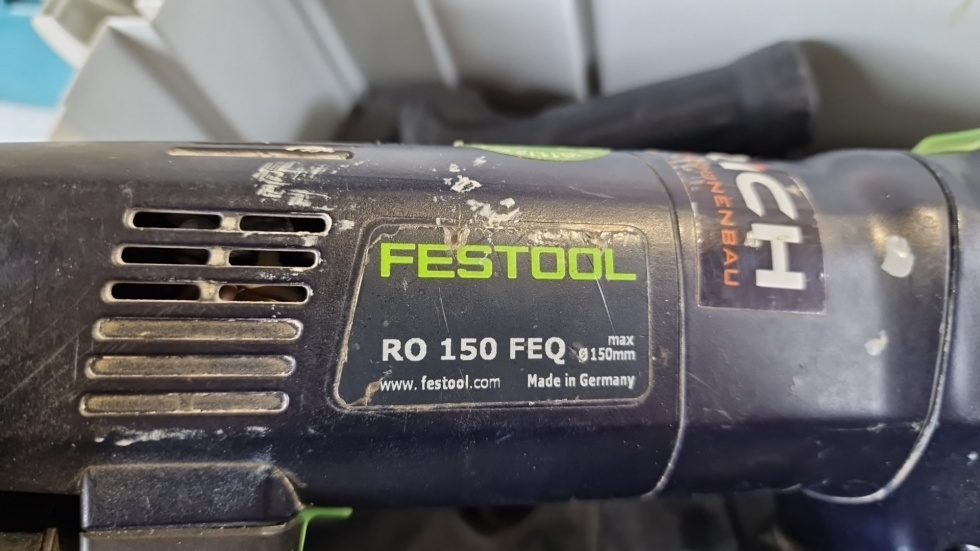 FESTOOL
RO 150 FEQ
max
Ø150mm
www.festool.com
Made in Germany